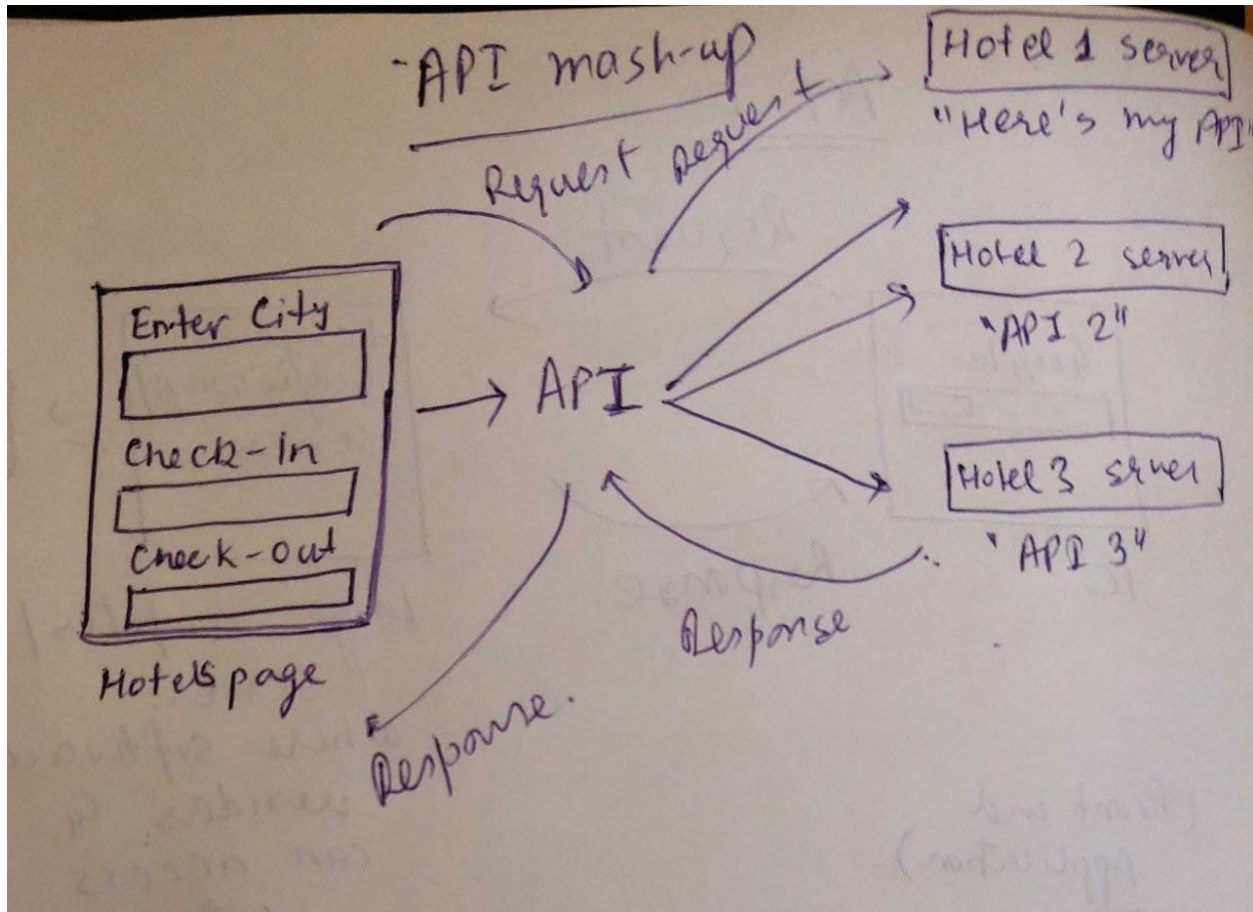 API mash-up
Request
Request
Hotel 1 server
"Here's my API"
Enter City
Check-in
Check-out
Hotels page
API
Hotel 2 server
"API 2"
Hotel 3 server
"API 3"
Response
Response.